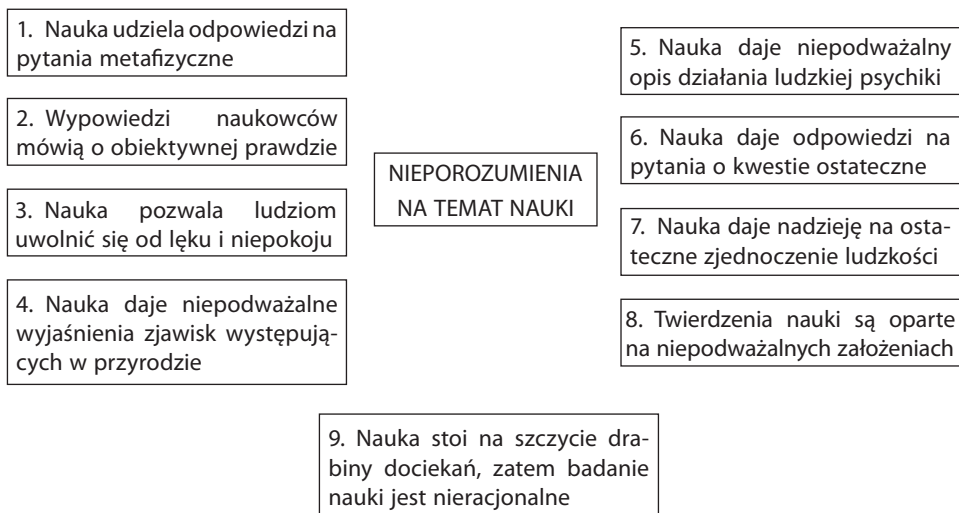 1. Nauka udziela odpowiedzi na
pytania metafizyczne
2. Wypowiedzi naukowców
mówią o obiektywnej prawdzie
3. Nauka pozwala ludziom
uwolnić się od lęku i niepokoju
4. Nauka daje niepodważalne
wyjaśnienia zjawisk występują-
cych w przyrodzie
NIEPOROZUMIENIA
NA TEMAT NAUKI
5. Nauka daje niepodważalny
opis działania ludzkiej psychiki
6. Nauka daje odpowiedzi na
pytania o kwestie ostateczne
7. Nauka daje nadzieję na osta-
teczne zjednoczenie ludzkości
8. Twierdzenia nauki są oparte
na niepodważalnych założeniach
9. Nauka stoi na szczycie dra-
biny dociekań, zatem badanie
nauki jest nieracjonalne